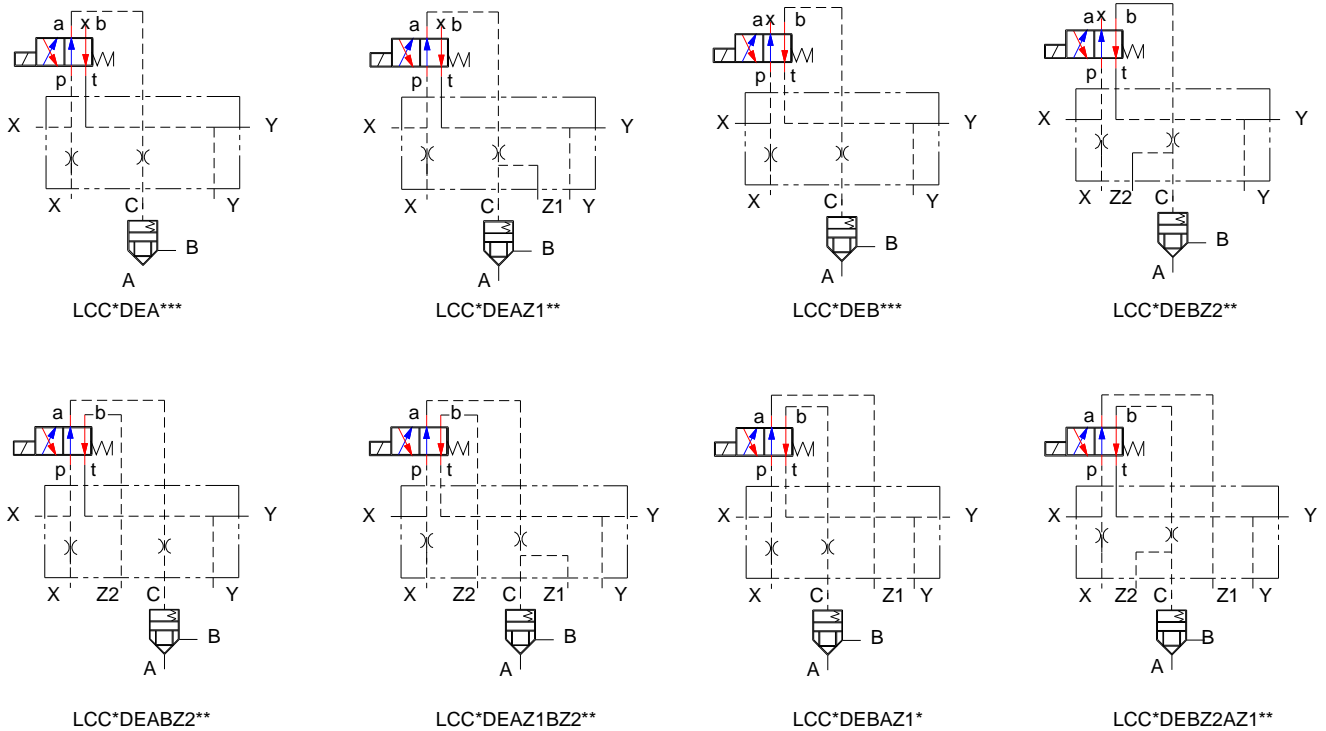 a x b
p t
X Y
X C Y
B
A
LCC*DEA***
a x b
p t
X Y
X C Z1 Y
B
A
LCC*DEAZ1**
a x b
p t
X Y
X C Y
B
A
LCC*DEB***
a x b
p t
X Y
X Z2 C Y
B
A
LCC*DEBZ2**
a b
p t
X Y
X Z2 C Y
B
A
LCC*DEABZ2**
a b
p t
X Y
X Z2 C Z1 Y
B
A
LCC*DEAZ1BZ2**
a b
p t
X Y
X C Z1 Y
B
A
LCC*DEBAZ1*
a b
p t
X Y
X Z2 C Z1 Y
B
A
LCC*DEBZ2AZ1**